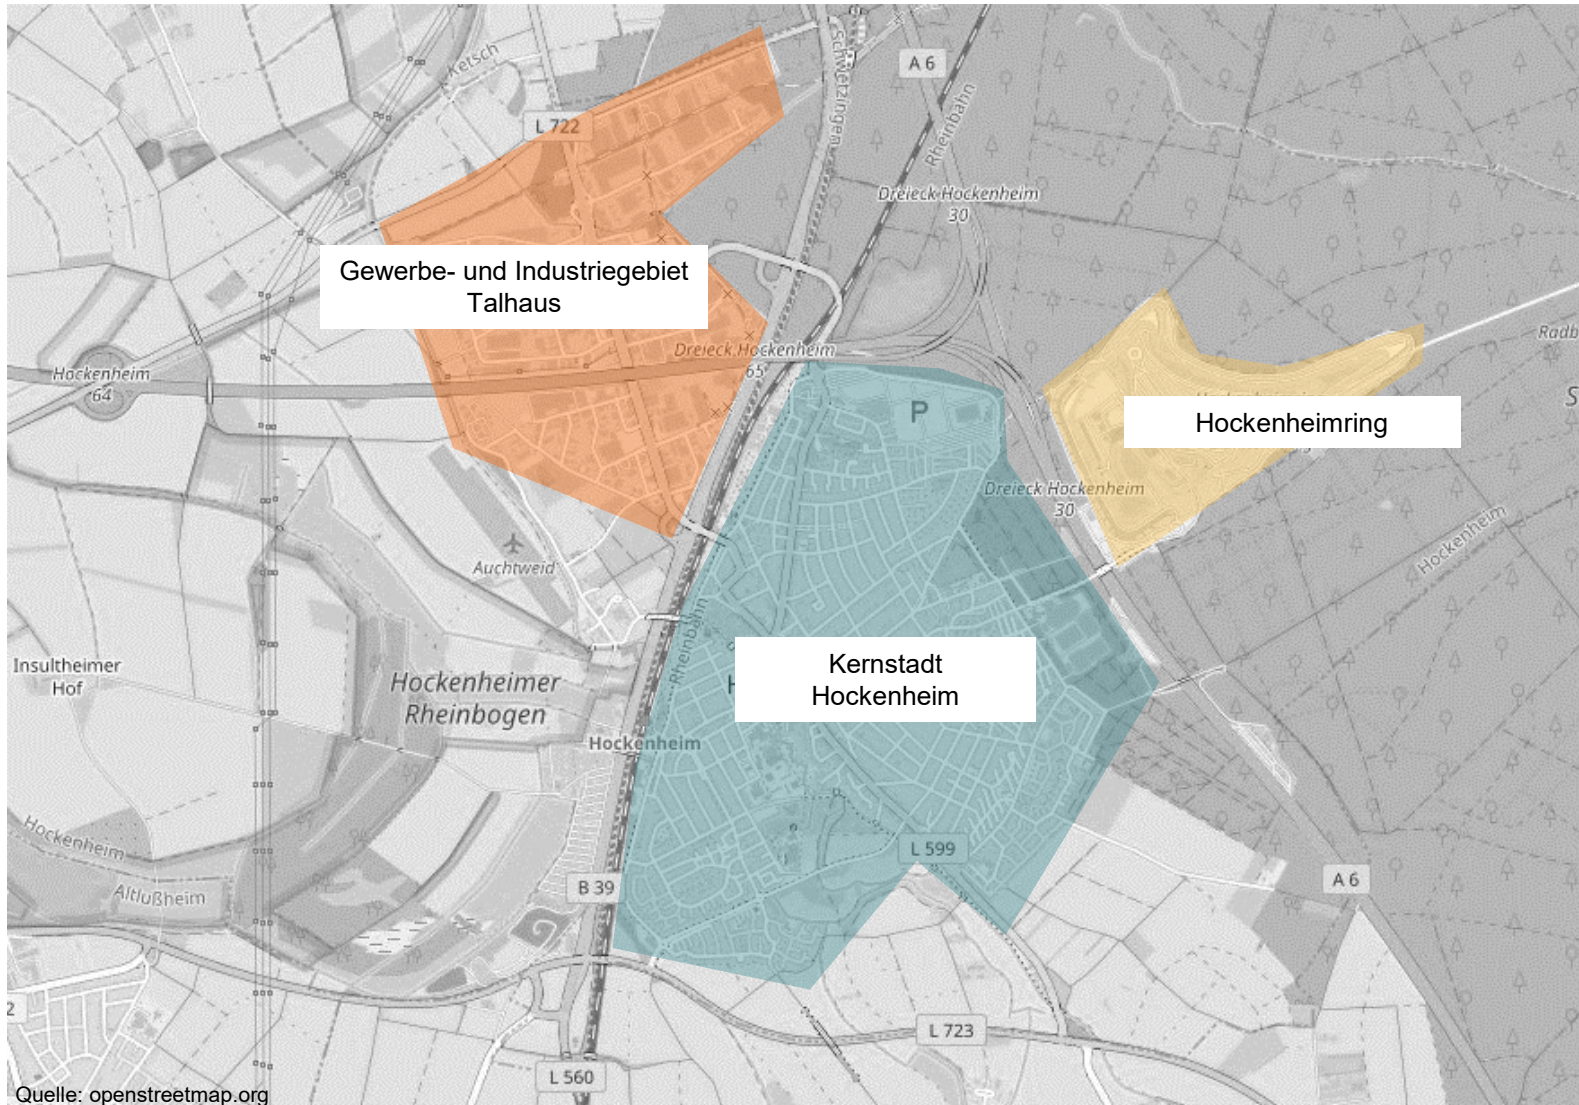 Ketsch
Schwetzingen
A 6
L 722
Rheinbahn
Dreieck Hockenheim
30
Gewerbe- und Industriegebiet
Talhaus
Dreieck Hockenheim
65
Radb
Hockenheim
64
P
S
Hockenheimring
Dreieck Hockenheim
30
Hockenheim
Auchtweid
Rheinbahn
Kernstadt
Hockenheim
Insultheimer
Hof
Hockenheimer
Rheinbogen
H
Hockenheim
Hockenheim
L 599
A 6
B 39
Altlußheim
2
L 723
L 560
Quelle: openstreetmap.org